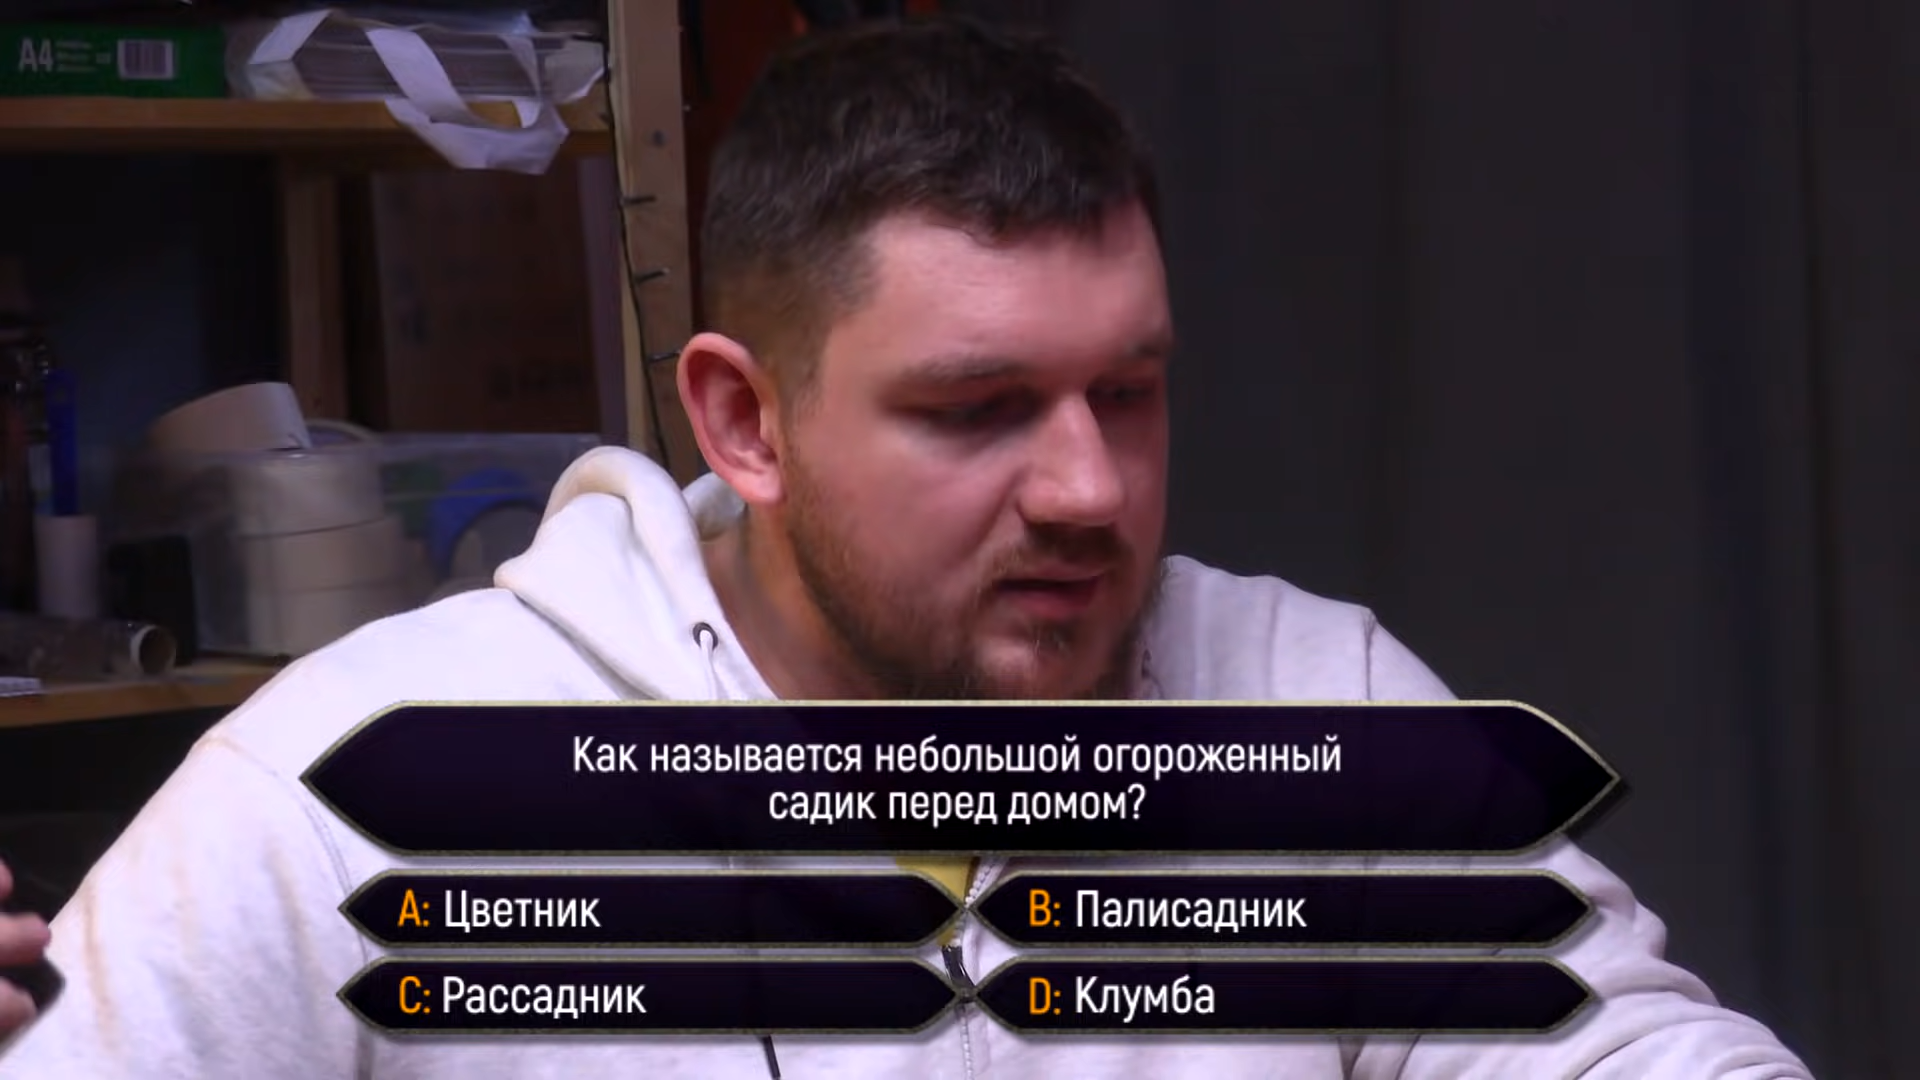 A4
Как называется небольшой огороженный
садик перед домом?
A: Цветник
B: Палисадник
C: Рассадник
D: Клумба